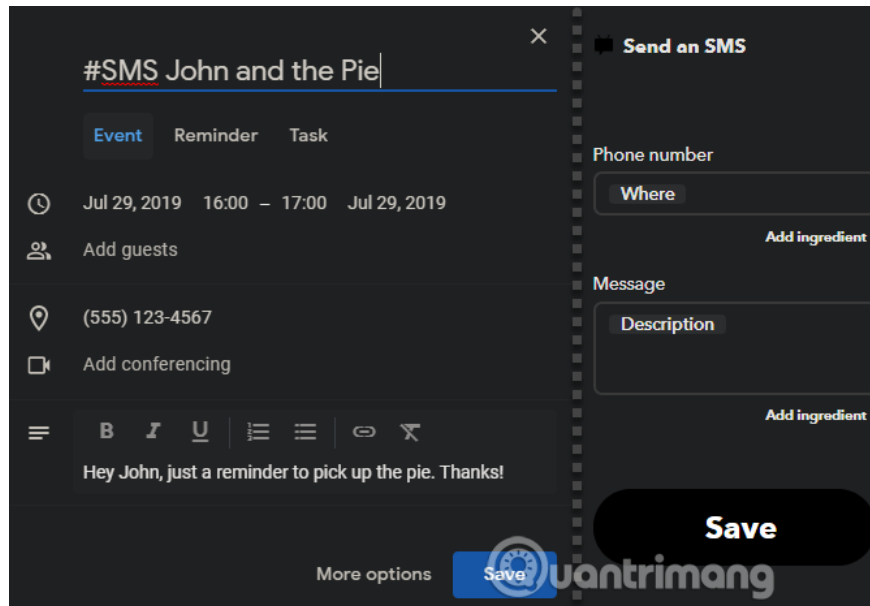 #SMS John and the Pie
Event Reminder Task
Jul 29, 2019 16:00 – 17:00 Jul 29, 2019
Add guests
(555) 123-4567
Add conferencing
B I U
Hey John, just a reminder to pick up the pie. Thanks!
More options Save
Send an SMS
Phone number
Where
Add ingredient
Message
Description
Add ingredient
Save
Quantrimang